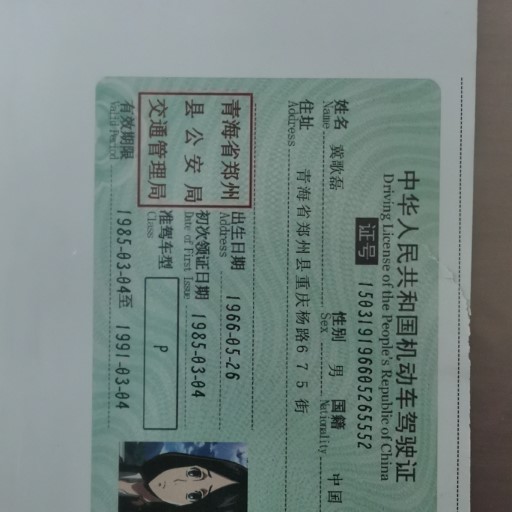 中华人民共和国机动车驾驶证
Driving License of the People's Republic of China
证号 150319196605265552
姓名 冀歌磊 性别 男 国籍 中国
Name Sex Nationality
住址 青海省郑州县重庆杨路675街
Address
青海省郑州
县公安局
交通管理局
出生日期 1966-05-26
Address
初次领证日期 1985-03-04
Date of First Issue
准驾车型 P
Class
有效期限 1985-03-04至 1991-03-04
Valid Period